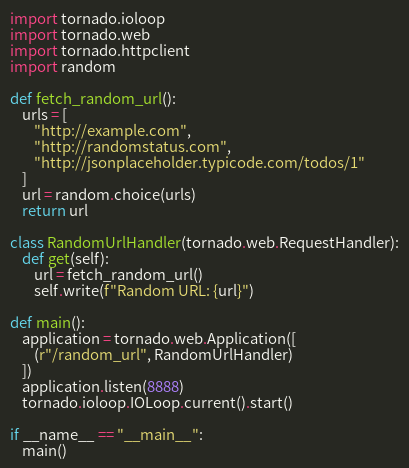 import tornado.ioloop
import tornado.web
import tornado.httpclient
import random

def fetch_random_url():
    urls = [
        "http://example.com",
        "http://randomstatus.com",
        "http://jsonplaceholder.typicode.com/todos/1"
    ]
    url = random.choice(urls)
    return url

class RandomUrlHandler(tornado.web.RequestHandler):
    def get(self):
        url = fetch_random_url()
        self.write(f"Random URL: {url}")

def main():
    application = tornado.web.Application([
        (r"/random_url", RandomUrlHandler)
    ])
    application.listen(8888)
    tornado.ioloop.IOLoop.current().start()

if __name__ == "__main__":
    main()